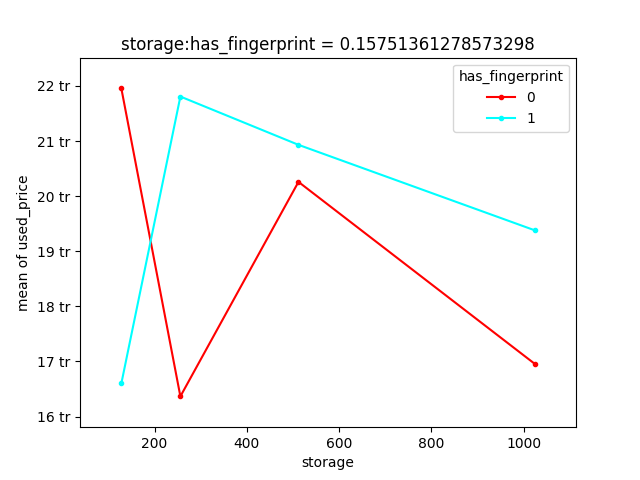 storage:has_fingerprint = 0.15751361278573298
has_fingerprint
0
1
22 tr
21 tr
20 tr
19 tr
18 tr
17 tr
16 tr
mean of used_price
200
400
600
800
1000
storage